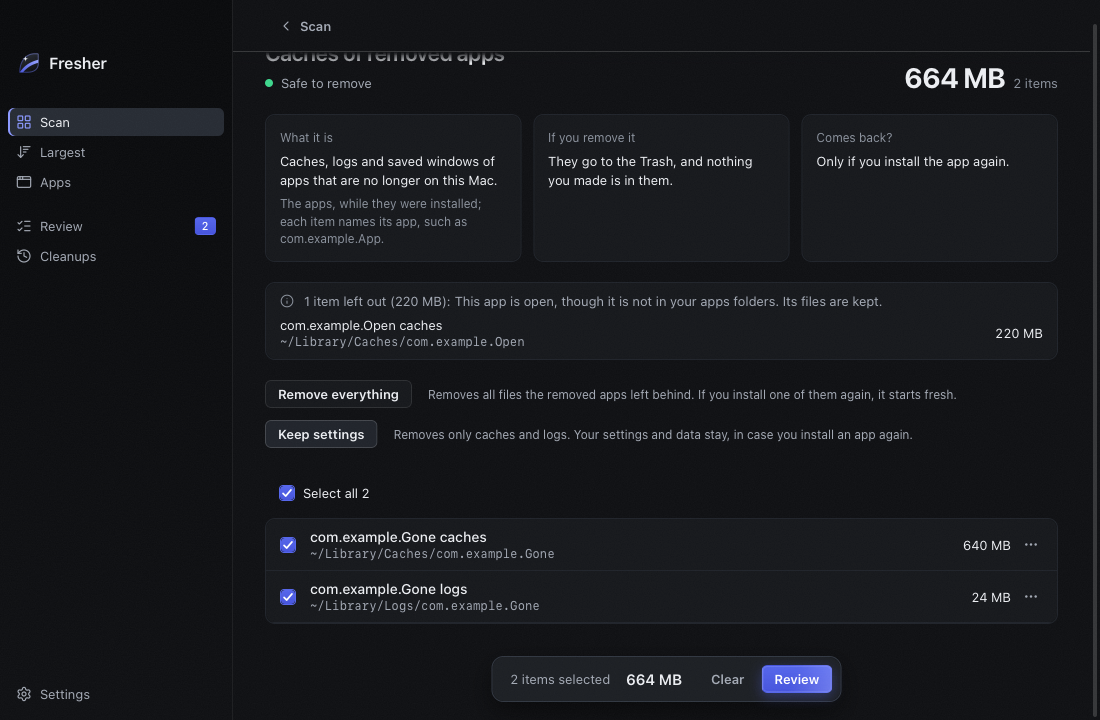 Scan
Fresher
Caches of removed apps
Safe to remove
664 MB 2 items
Scan
Largest
Apps
Review 2
Cleanups
What it is
Caches, logs and saved windows of
apps that are no longer on this Mac.
The apps, while they were installed;
each item names its app, such as
com.example.App.
If you remove it
They go to the Trash, and nothing
you made is in them.
Comes back?
Only if you install the app again.
1 item left out (220 MB): This app is open, though it is not in your apps folders. Its files are kept.
com.example.Open caches
~/Library/Caches/com.example.Open
220 MB
Remove everything Removes all files the removed apps left behind. If you install one of them again, it starts fresh.
Keep settings Removes only caches and logs. Your settings and data stay, in case you install an app again.
Select all 2
com.example.Gone caches
~/Library/Caches/com.example.Gone
640 MB
com.example.Gone logs
~/Library/Logs/com.example.Gone
24 MB
2 items selected 664 MB Clear Review
Settings